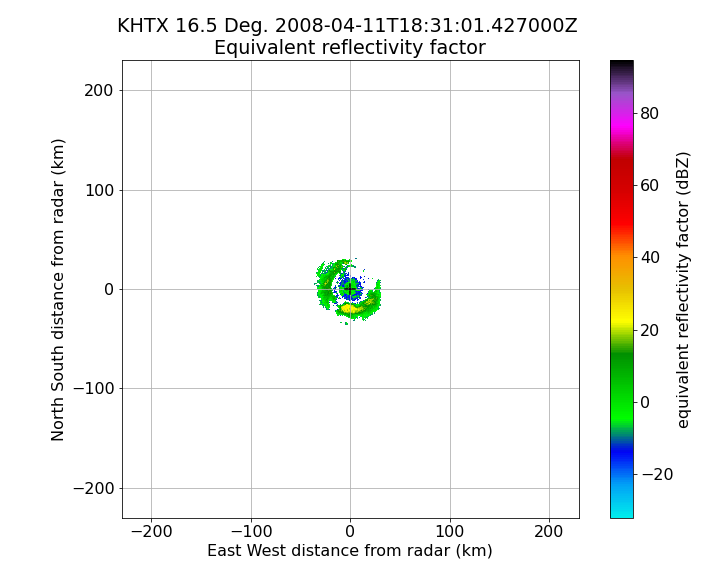 KHTX 16.5 Deg. 2008-04-11T18:31:01.427000Z
Equivalent reflectivity factor
North South distance from radar (km)
200
100
0
−100
−200
−200 −100 0 100 200
East West distance from radar (km)
80
60
40
20
0
−20
equivalent reflectivity factor (dBZ)